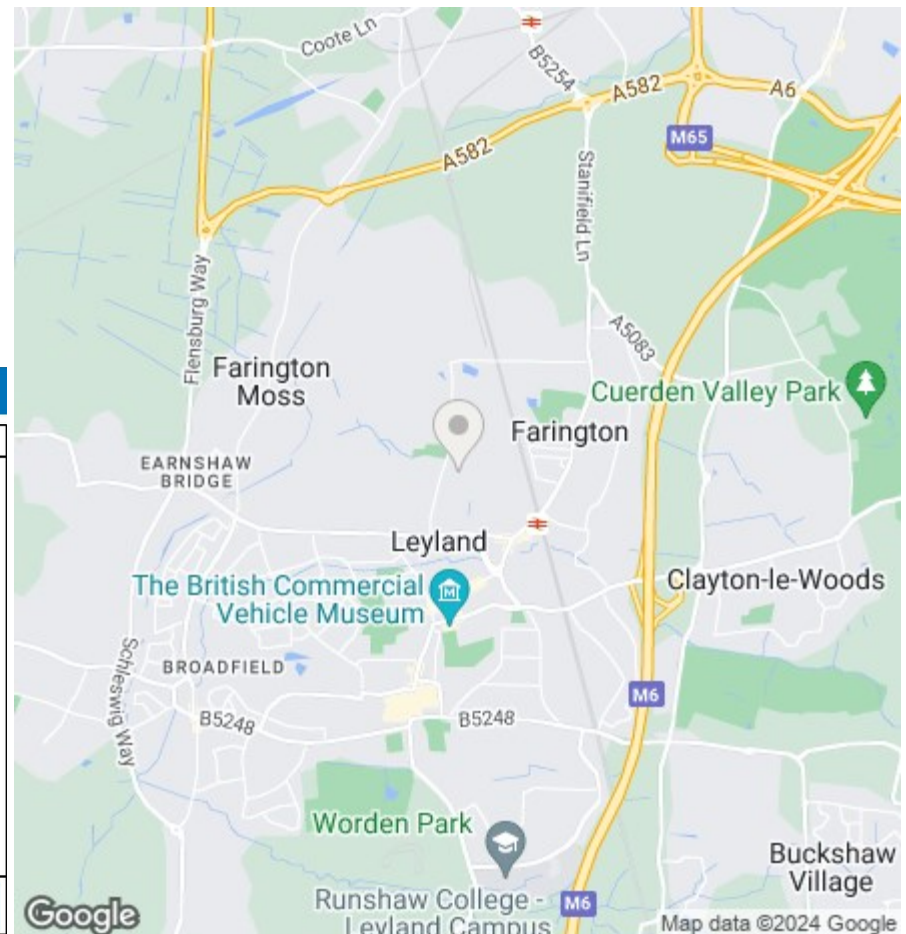 Coote Ln
B5254
A582
A6
M65
A582
Stanifield Ln
Flensburg Way
A5083
Farington
Moss
Cuerden Valley Park
Farington
EARNSHAW
BRIDGE
Leyland
The British Commercial
Vehicle Museum
Clayton-le-Woods
BROADFIELD
Schleswig Way
M6
B5248
B5248
Worden Park
Buckshaw
Village
Runshaw College -
Leyland Campus
M6
Google
Map data ©2024 Google